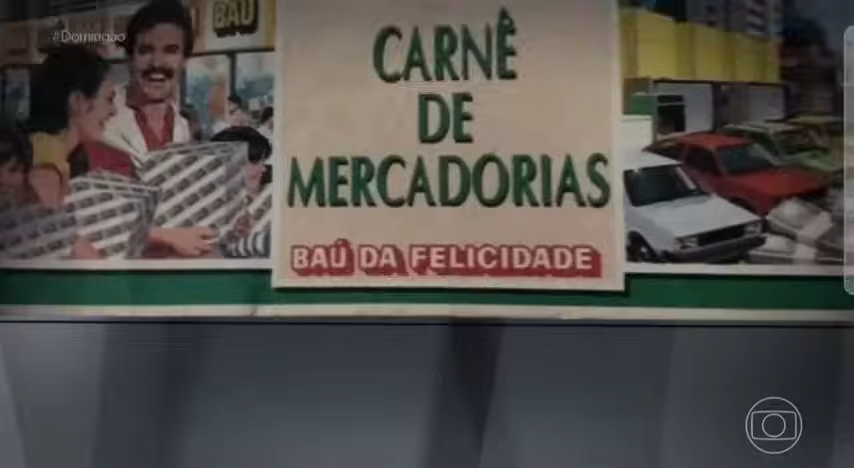 #Domingão
BAÚ
CARNÊ
DE
MERCADORIAS
BAÚ DA FELICIDADE